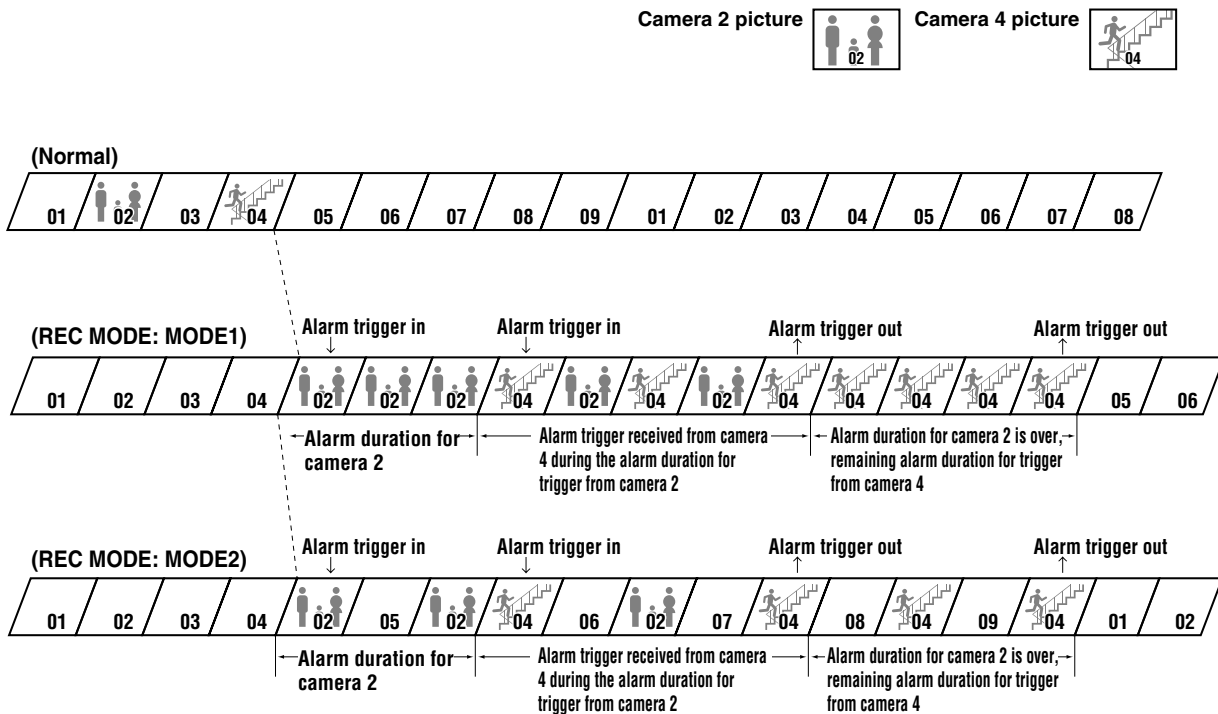 Camera 2 picture
02
Camera 4 picture
04
(Normal)
01 02 03 04 05 06 07 08 09 01 02 03 04 05 06 07 08
(REC MODE: MODE1)
Alarm trigger in
Alarm trigger in
Alarm trigger out
Alarm trigger out
01 02 03 04 02 02 02 04 02 04 02 04 04 04 04 04 05 06
Alarm duration for
camera 2
Alarm trigger received from camera
4 during the alarm duration for
trigger from camera 2
Alarm duration for camera 2 is over,
remaining alarm duration for trigger
from camera 4
(REC MODE: MODE2)
Alarm trigger in
Alarm trigger in
Alarm trigger out
Alarm trigger out
01 02 03 04 02 05 02 04 06 02 07 04 08 04 09 04 01 02
Alarm duration for
camera 2
Alarm trigger received from camera
4 during the alarm duration for
trigger from camera 2
Alarm duration for camera 2 is over,
remaining alarm duration for trigger
from camera 4